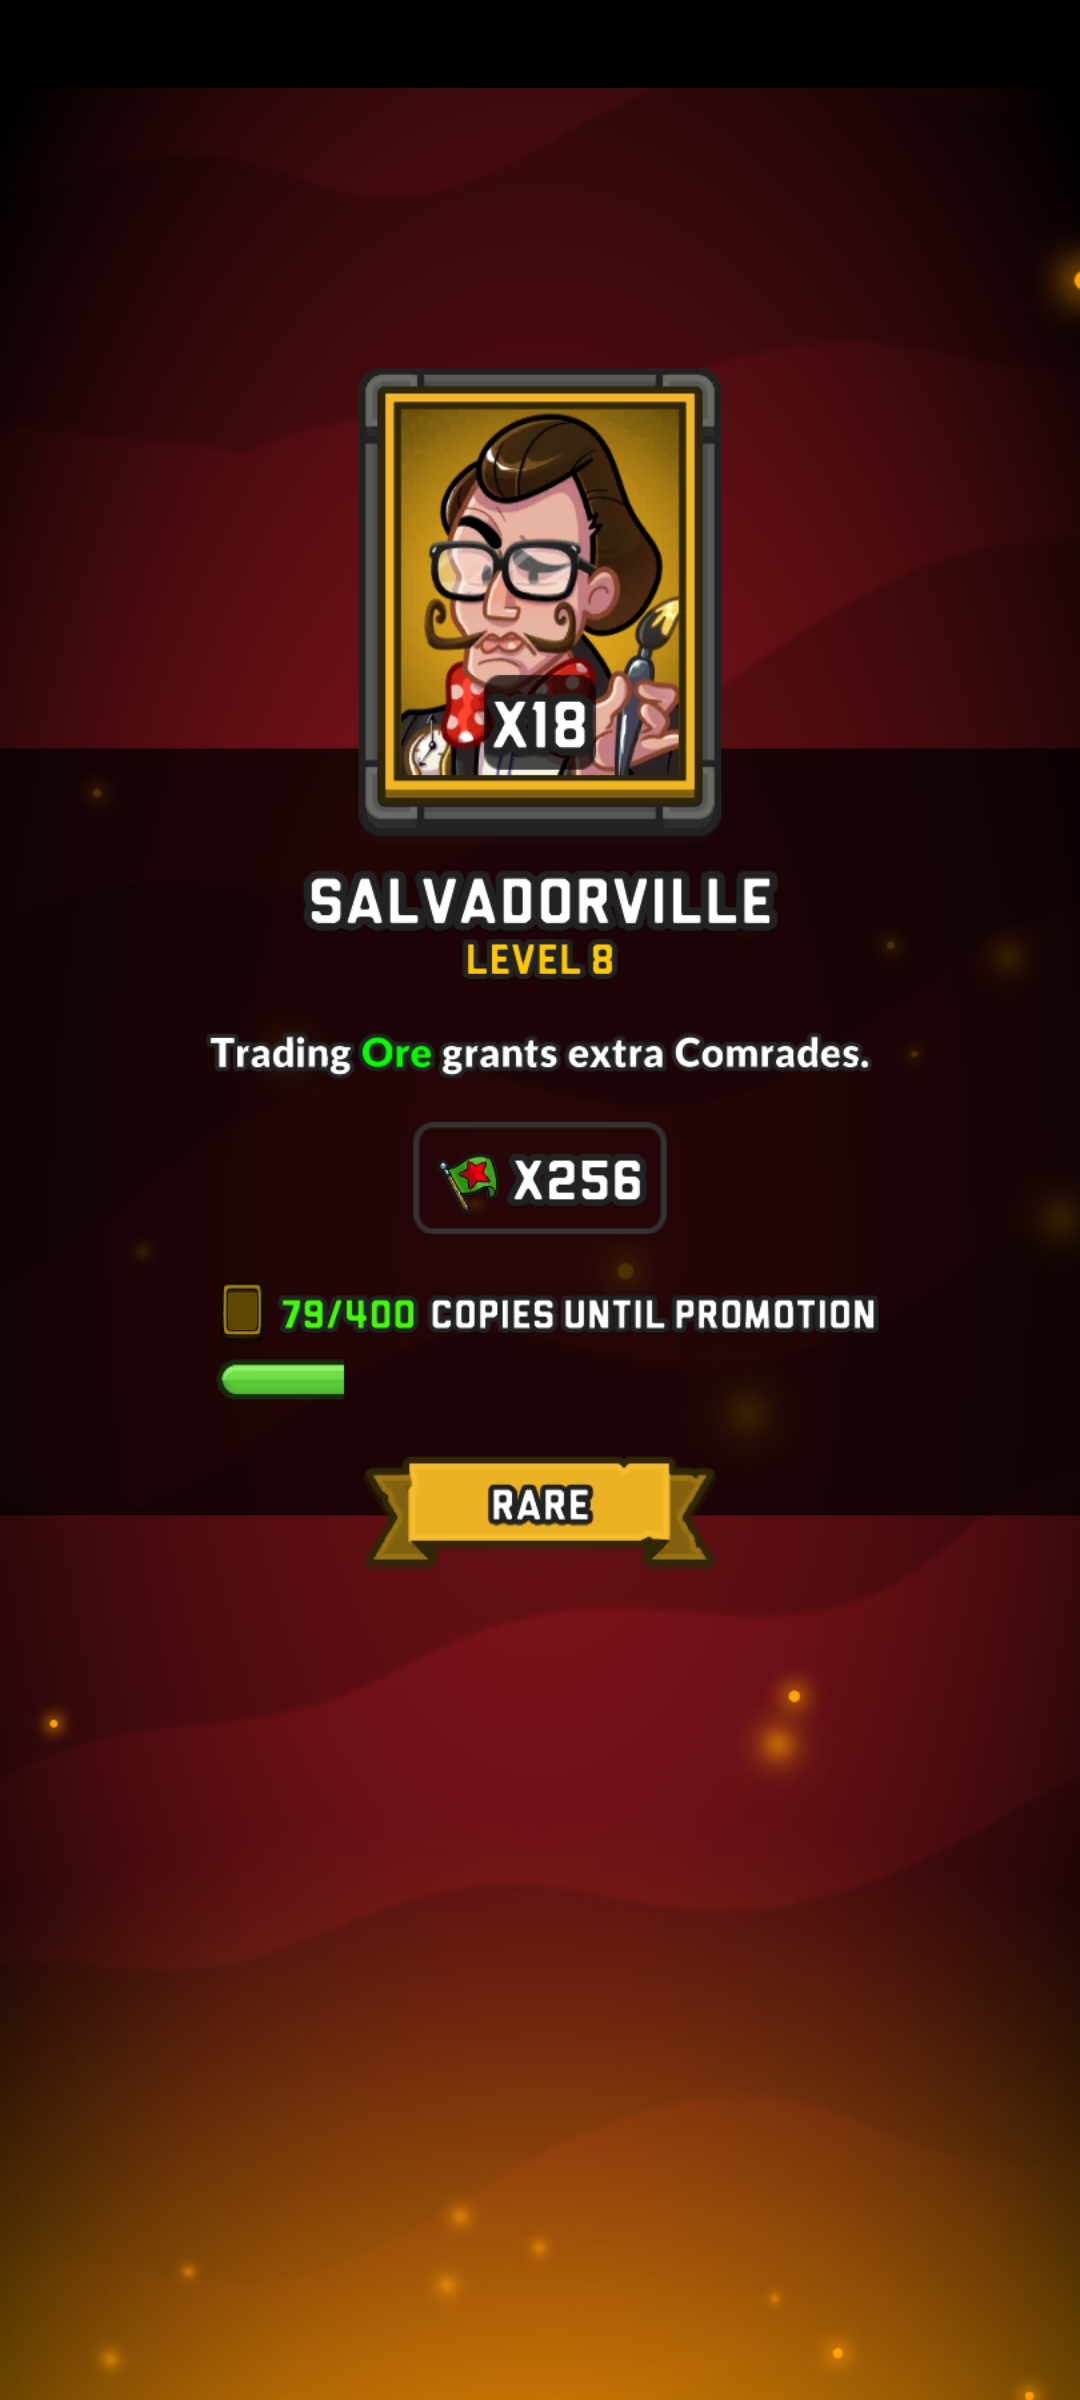 X18
SALVADORVILLE
LEVEL 8
Trading Ore grants extra Comrades.
X256
79/400 COPIES UNTIL PROMOTION
RARE